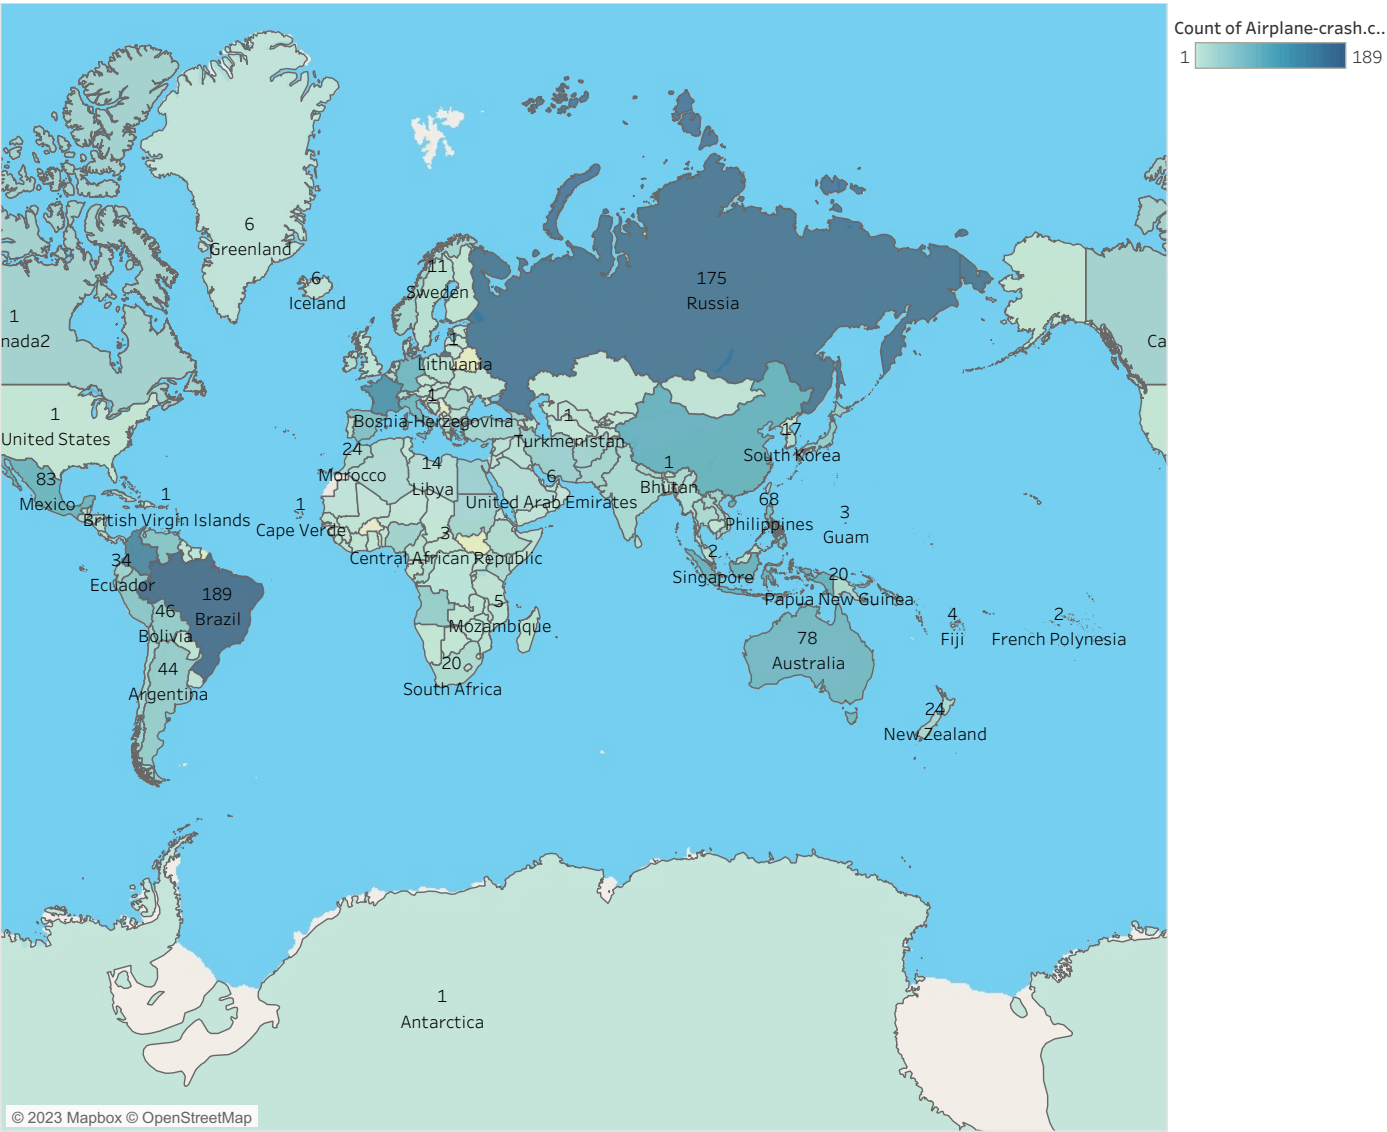 Count of Airplane-crash.c..
1
189
6
Greenland
6
Iceland
11
Sweden
175
Russia
1
nada2
Ca
1
Lithuania
1
United States
1
Bosnia-Herzegovina
1
Turkmenistan
17
South Korea
83
Mexico
24
Morocco
14
Libya
6
United Arab Emirates
1
Bhutan
1
British Virgin Islands
1
Cape Verde
68
Philippines
3
Guam
3
Central African Republic
34
Ecuador
2
Singapore
20
Papua New Guinea
189
Brazil
46
Bolivia
5
Mozambique
4
Fiji
2
French Polynesia
78
Australia
44
Argentina
20
South Africa
24
New Zealand
1
Antarctica
© 2023 Mapbox © OpenStreetMap